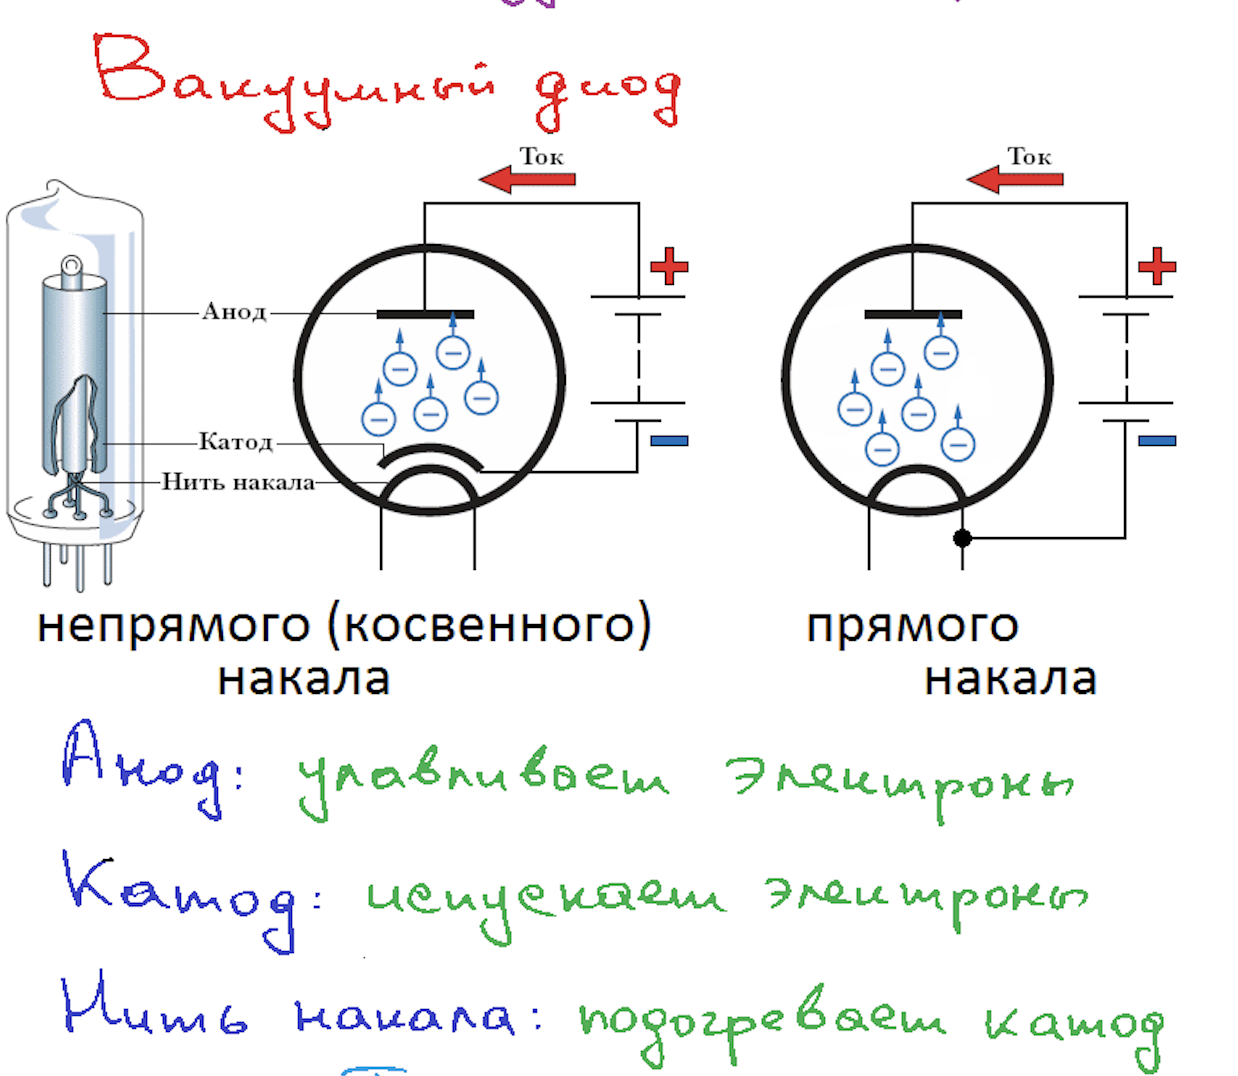 Вакуумный диод
Ток
Ток
+
+
Анод
Катод
Нить накала
непрямого (косвенного)
накала
прямого
накала
Анод: улавливает электроны
Катод: испускает электроны
Нить накала: подогревает катод